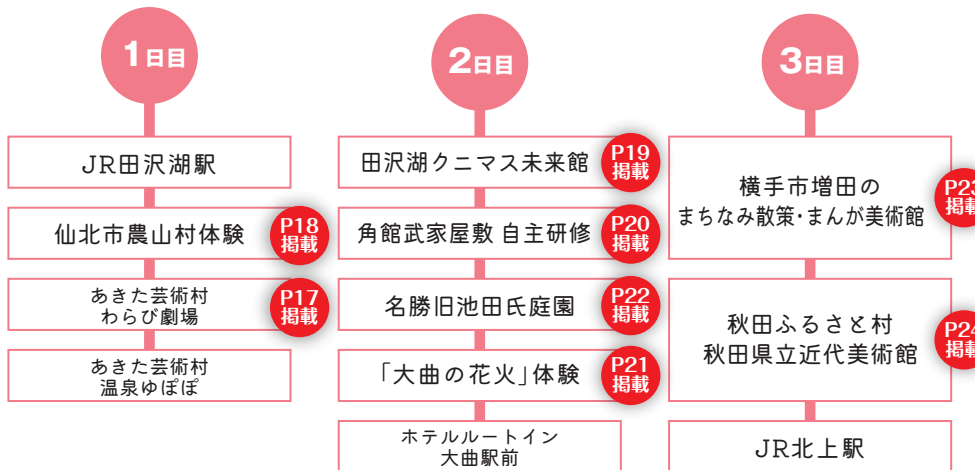 1日目
JR田沢湖駅
仙北市農山村体験
P18
掲載
あきた芸術村
わらび劇場
P17
掲載
あきた芸術村
温泉ゆぽぽ
2日目
田沢湖クニマス未来館
P19
掲載
角館武家屋敷 自主研修
P20
掲載
名勝旧池田氏庭園
P22
掲載
「大曲の花火」体験
P21
掲載
ホテルルートイン
大曲駅前
3日目
横手市増田の
まちなみ散策・まんが美術館
P23
掲載
秋田ふるさと村
秋田県立近代美術館
P24
掲載
JR北上駅